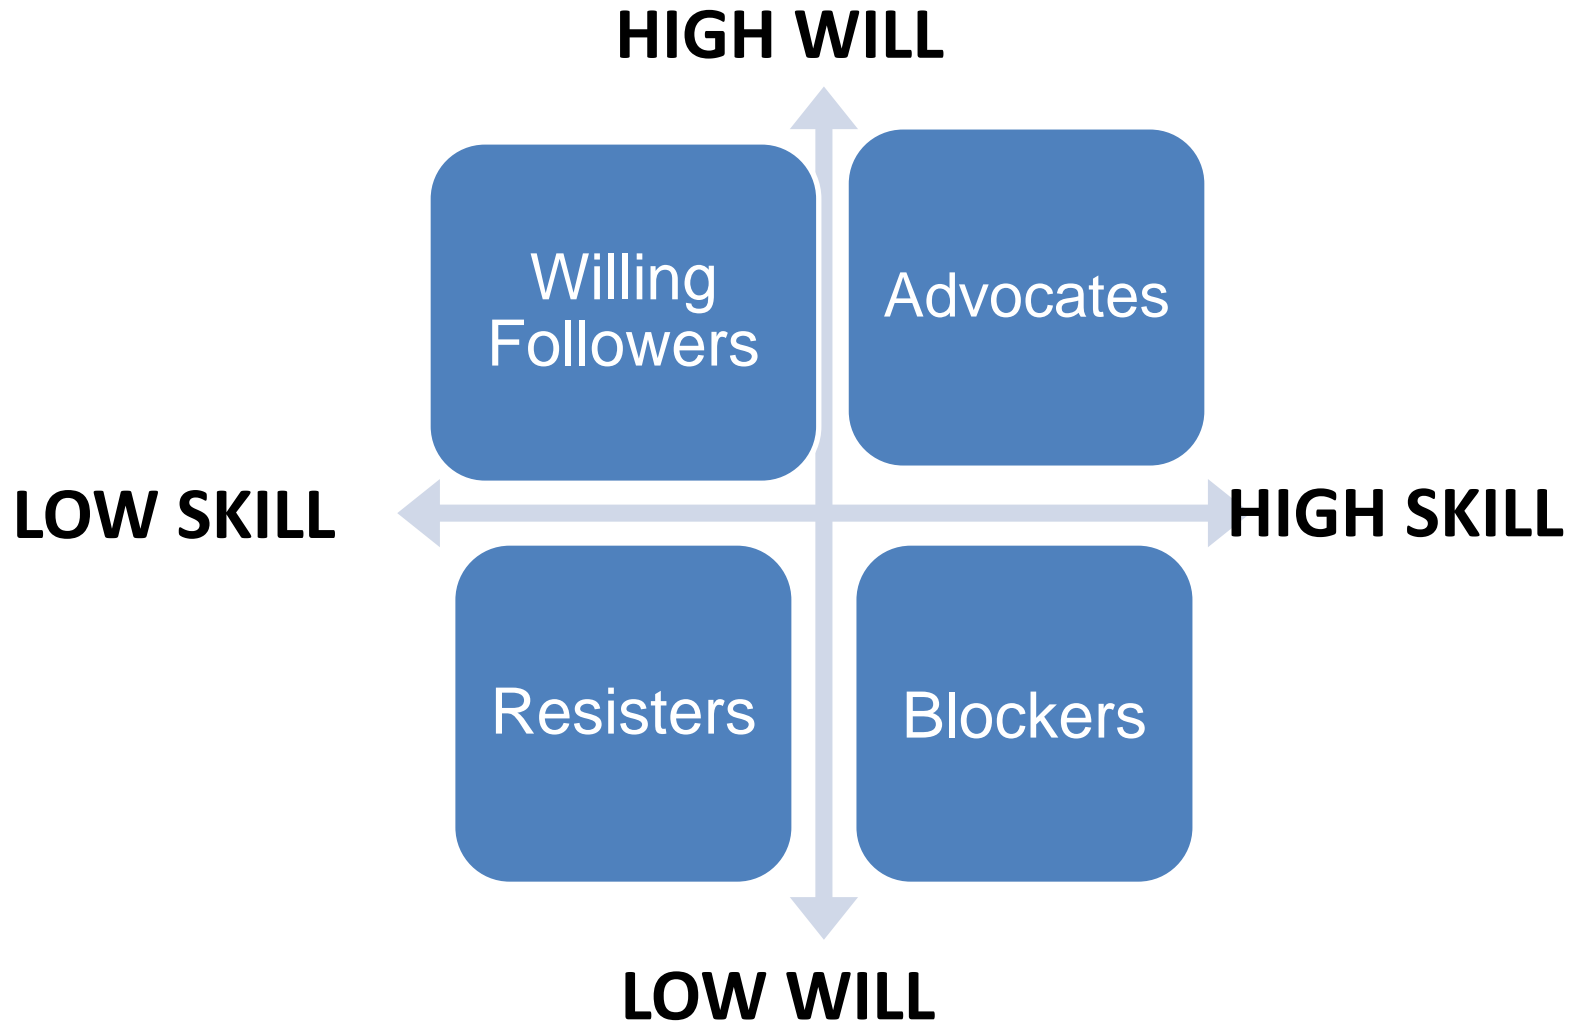 HIGH WILL
Willing
Followers
Advocates
LOW SKILL
HIGH SKILL
Resisters
Blockers
LOW WILL